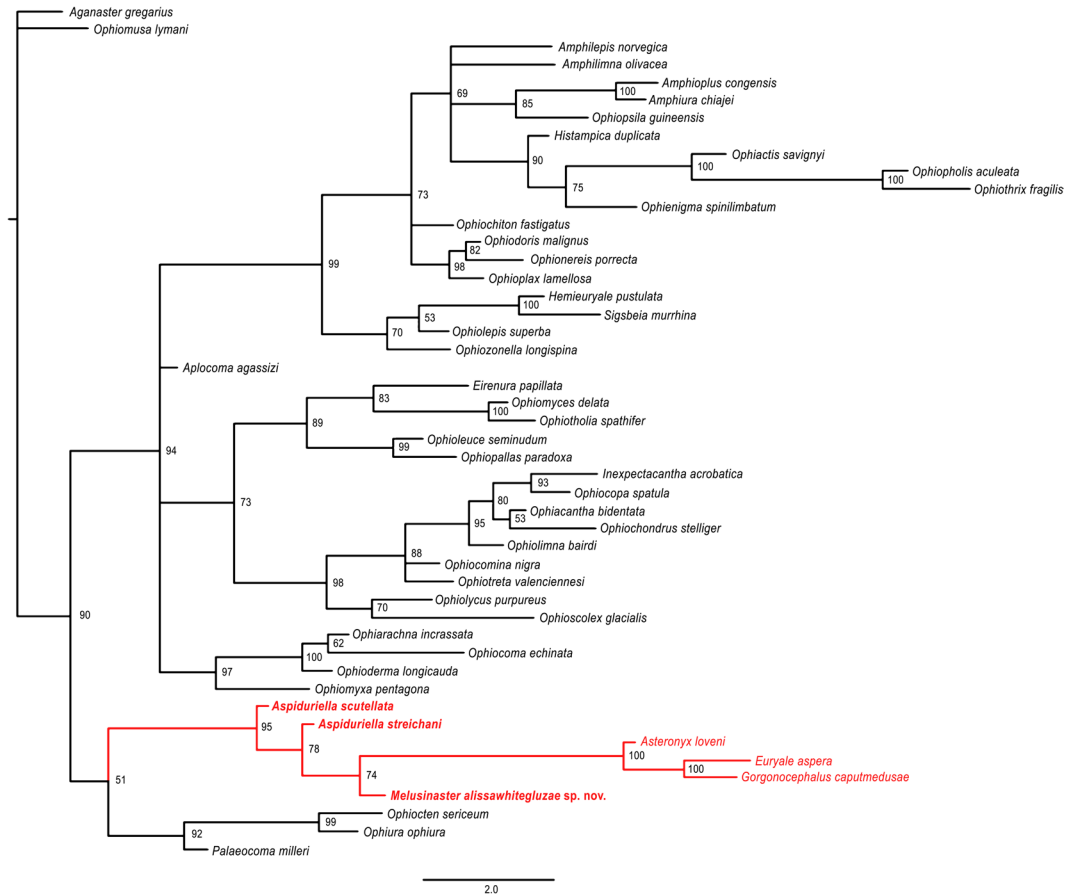 Aganaster gregarius
Ophiomusa lymani
Amphilepis norvegica
Amphilimna olivacea
69
Amphioplus congensis
100
Amphiura chiajei
85
Ophiopsila guineensis
Histampica duplicata
90
Ophiactis savignyi
100
Ophiopholis aculeata
100
Ophiothrix fragilis
75
Ophienigma spinilimbatum
73
Ophiochiton fastigatus
Ophiodoris malignus
82
Ophionereis porrecta
98
Ophioplax lamellosa
99
Hemieuryale pustulata
100
Sigsbeia murrhina
53
Ophiolepis superba
70
Ophiozonella longispina
Aplocoma agassizi
Eirenura papillata
83
Ophiomyces delata
100
Ophiotholia spathifer
89
Ophioleuce seminudum
99
Ophiopallas paradoxa
94
73
Inexpectacantha acrobatica
93
Ophiocopa spatula
80
Ophiacantha bidentata
53
Ophiochondrus stelliger
95
Ophiolimna bairdi
88
Ophiocomina nigra
Ophiotreta valenciennesi
98
Ophiolycus purpureus
70
Ophioscolex glacialis
90
Ophiarachna incrassata
62
Ophiocoma echinata
100
Ophioderma longicauda
97
Ophiomyxa pentagona
Aspiduriella scutellata
95
Aspiduriella streichani
78
Asteronyx loveni
100
Euryale aspera
100
Gorgonocephalus caputmedusae
74
Melusinaster alissawhitegluzae sp. nov.
51
Ophiocten sericeum
99
Ophiura ophiura
92
Palaeocoma milleri
2.0